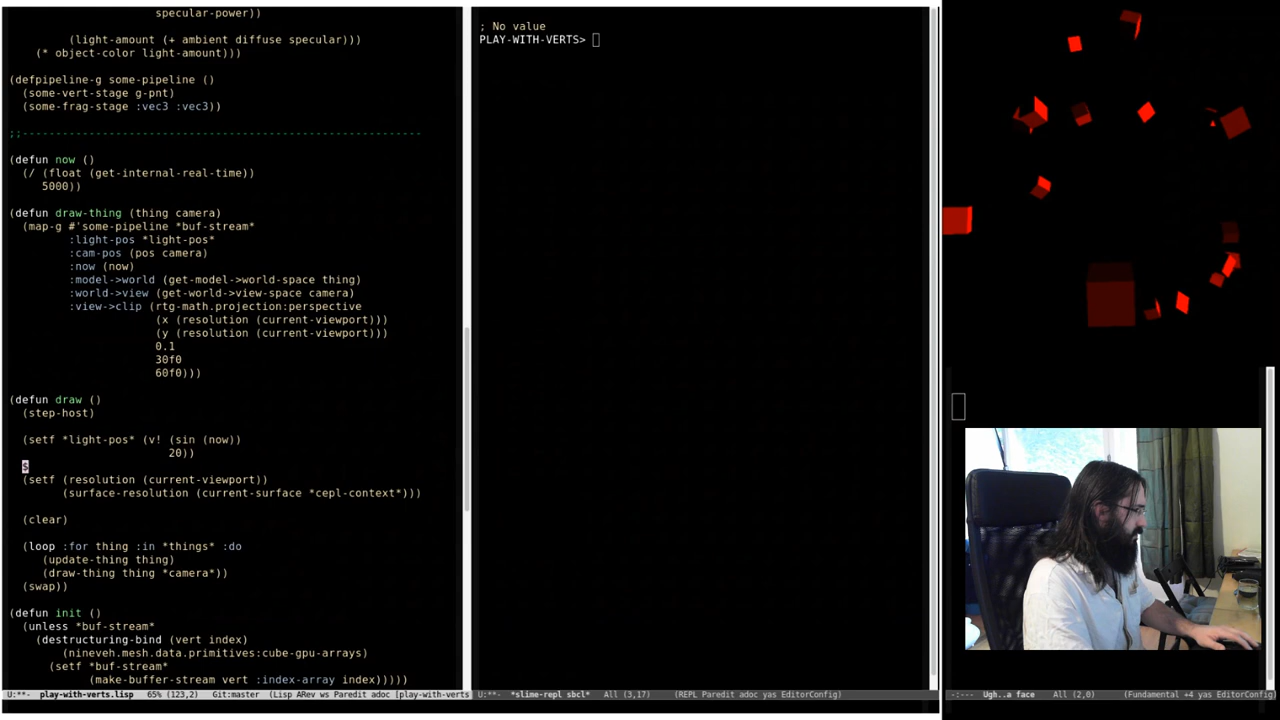 specular-power))
(light-amount (+ ambient diffuse specular)))
(* object-color light-amount)))
(defpipeline-g some-pipeline ()
(some-vert-stage g-pnt)
(some-frag-stage :vec3 :vec3))
;;------------------------------------------------------------
(defun now ()
(/ (float (get-internal-real-time))
5000))
(defun draw-thing (thing camera)
(map-g #'some-pipeline *buf-stream*
:light-pos *light-pos*
:cam-pos (pos camera)
:now (now)
:model->world (get-model->world-space thing)
:world->view (get-world->view-space camera)
:view->clip (rtg-math.projection:perspective
(x (resolution (current-viewport)))
(y (resolution (current-viewport)))
0.1
30f0
60f0)))
(defun draw ()
(step-host)
(setf *light-pos* (v! (sin (now))
20))
$
(setf (resolution (current-viewport))
(surface-resolution (current-surface *cepl-context*)))
(clear)
(loop :for thing :in *things* :do
(update-thing thing)
(draw-thing thing *camera*))
(swap))
(defun init ()
(unless *buf-stream*
(destructuring-bind (vert index)
(nineveh.mesh.data.primitives:cube-gpu-arrays)
(setf *buf-stream*
(make-buffer-stream vert :index-array index)))))
U:**- play-with-verts.lisp 65% (123,2) Git:master (Lisp ARev ws Paredit adoc [play-with-verts
; No value
PLAY-WITH-VERTS>
U:**- *slime-repl sbcl* All (3,17) (REPL Paredit adoc yas EditorConfig)
-:--- Ugh..a face All (2,0) (Fundamental +4 yas EditorConfig)